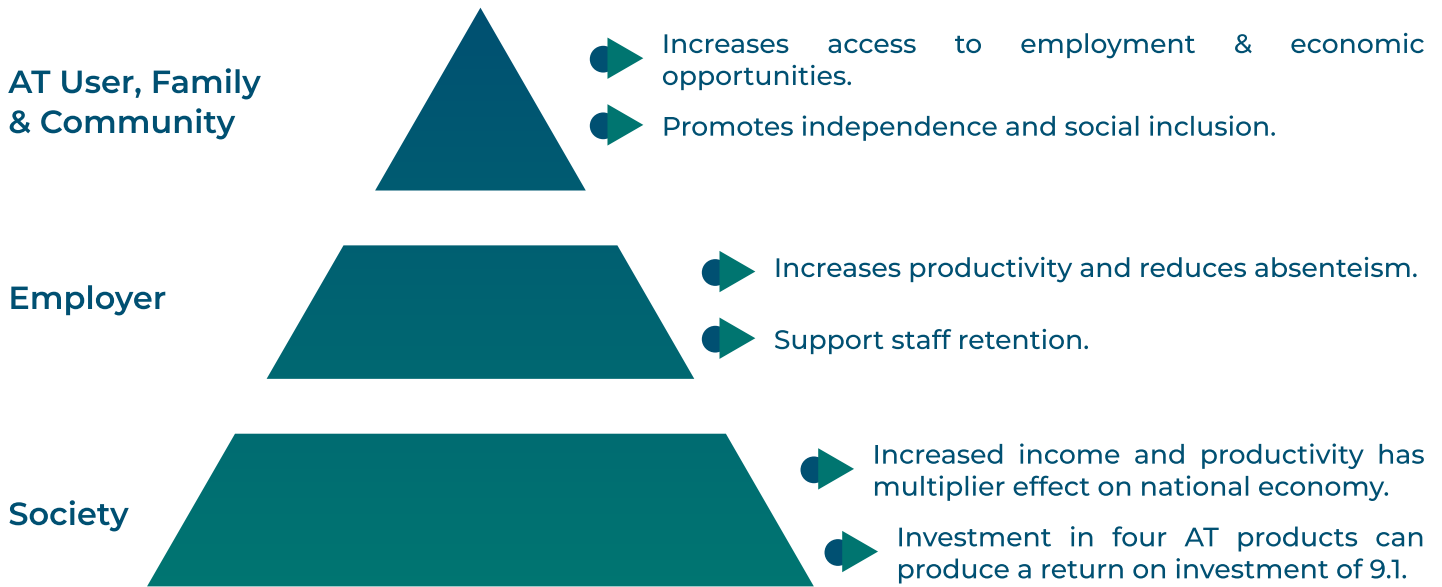 AT User, Family
& Community
Increases access to employment & economic
opportunities.
Promotes independence and social inclusion.
Employer
Increases productivity and reduces absenteism.
Support staff retention.
Society
Increased income and productivity has
multiplier effect on national economy.
Investment in four AT products can
produce a return on investment of 9.1.